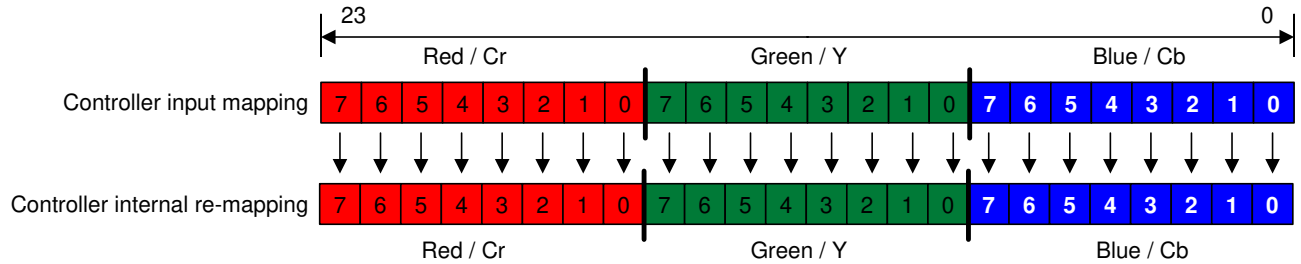 23 0
Red / Cr Green / Y Blue / Cb
Controller input mapping 7 6 5 4 3 2 1 0 7 6 5 4 3 2 1 0 7 6 5 4 3 2 1 0
Controller internal re-mapping 7 6 5 4 3 2 1 0 7 6 5 4 3 2 1 0 7 6 5 4 3 2 1 0
Red / Cr Green / Y Blue / Cb